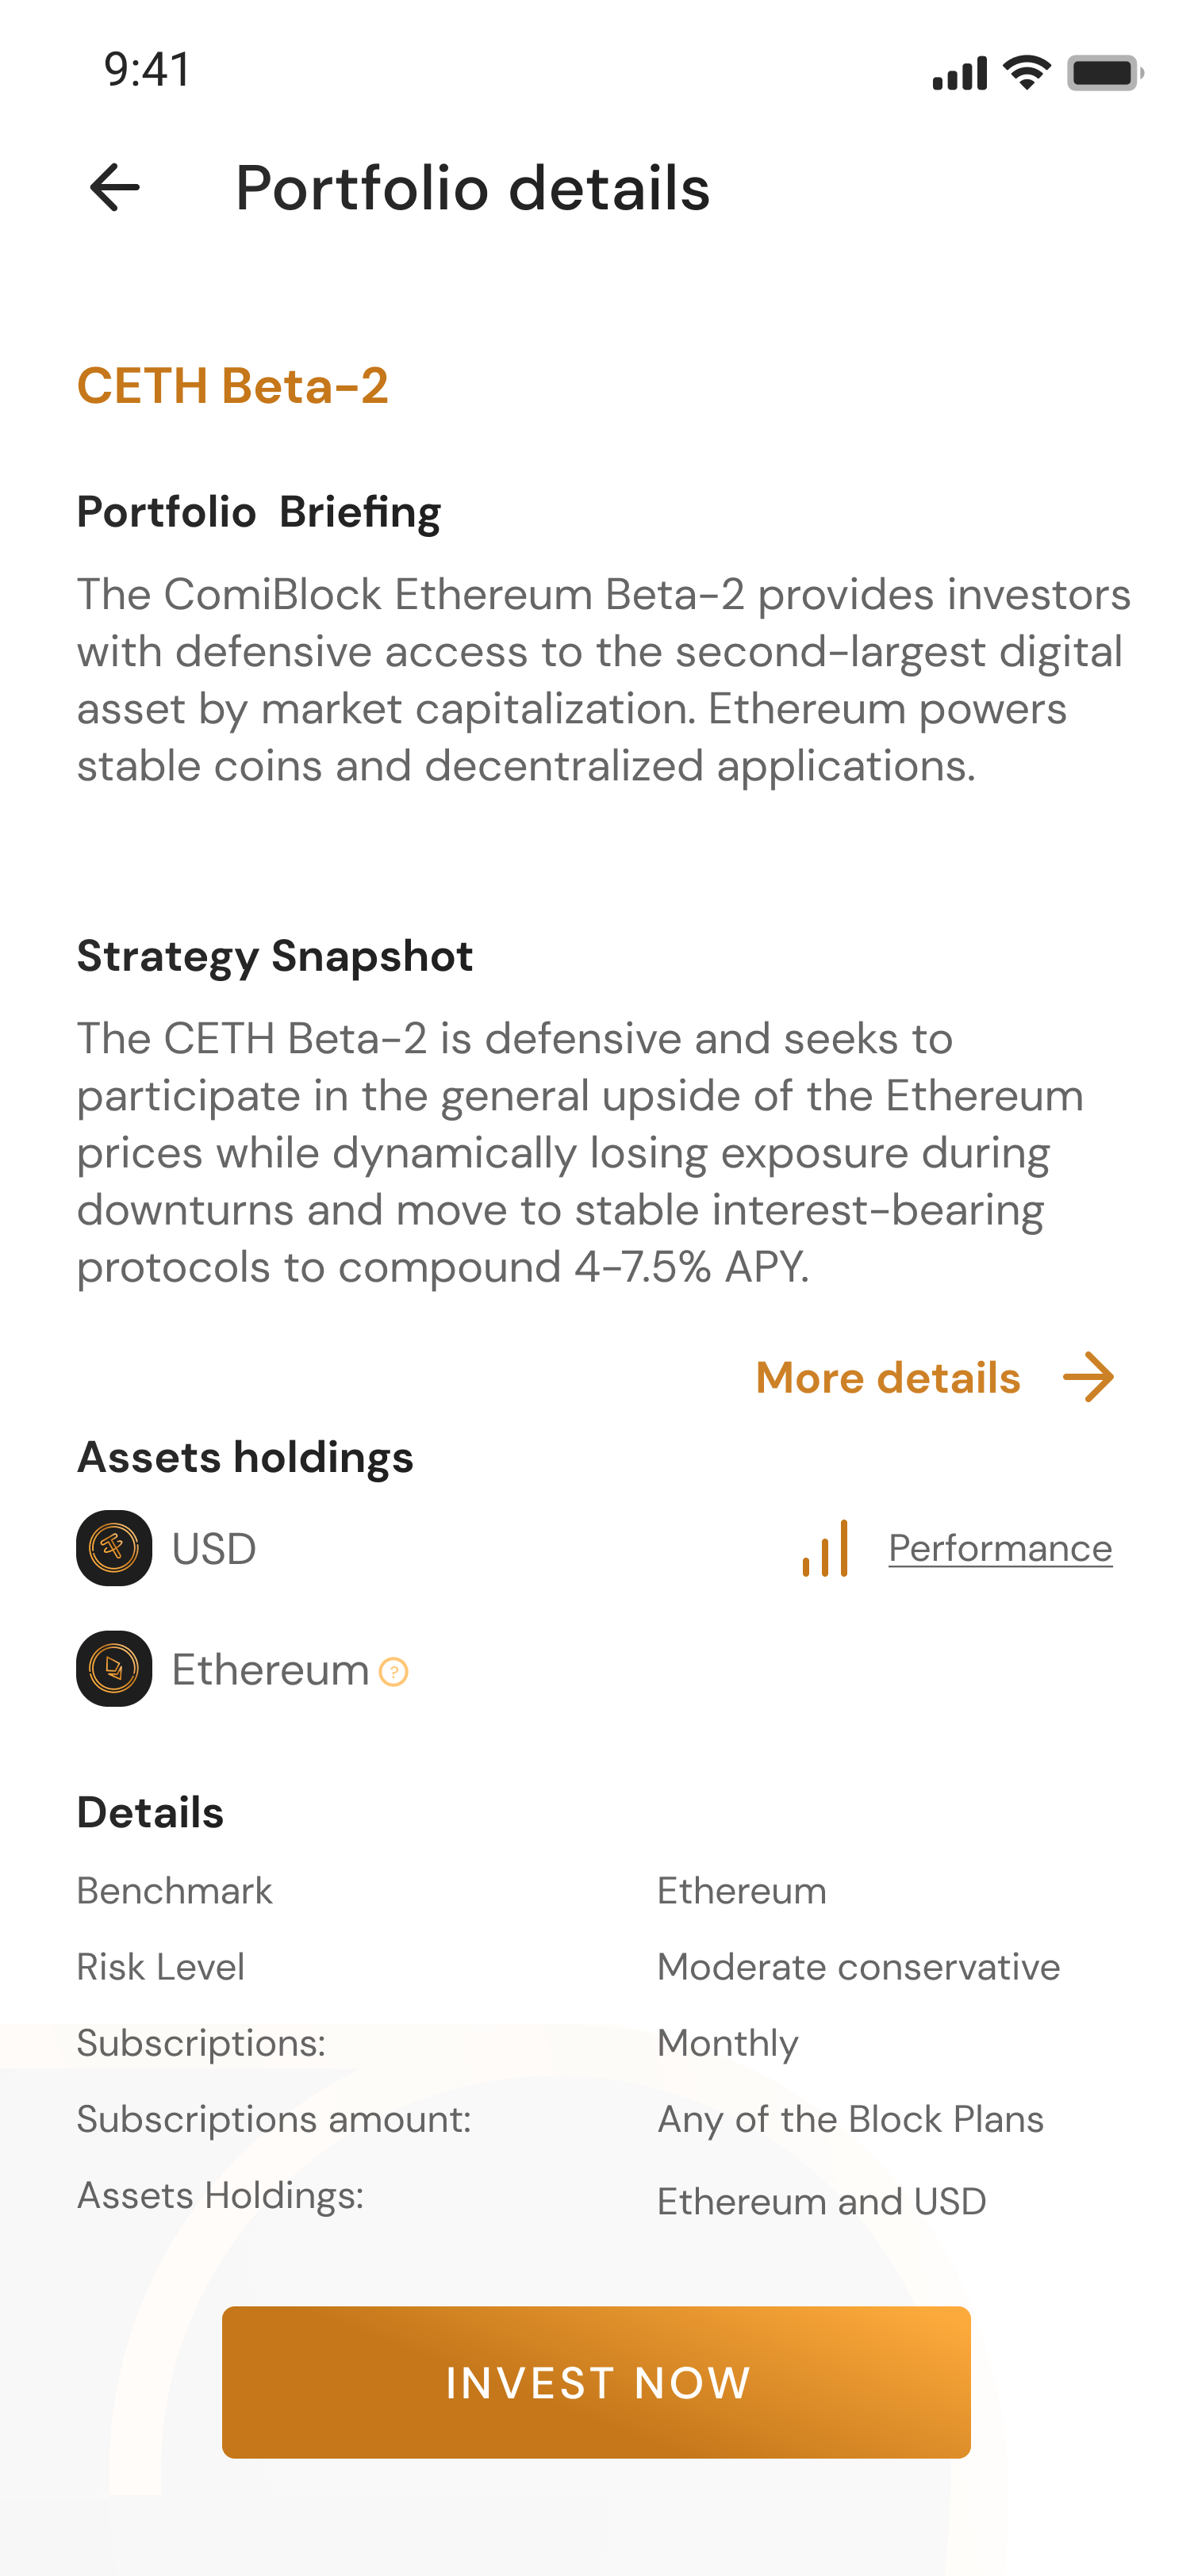 9:41
Portfolio details
CETH Beta-2
Portfolio  Briefing
The ComiBlock Ethereum Beta-2 provides investors
with defensive access to the second-largest digital
asset by market capitalization. Ethereum powers
stable coins and decentralized applications.
Strategy Snapshot
The CETH Beta-2 is defensive and seeks to
participate in the general upside of the Ethereum
prices while dynamically losing exposure during
downturns and move to stable interest-bearing
protocols to compound 4-7.5% APY.
More details
Assets holdings
USD Performance
Ethereum ?
Details
Benchmark Ethereum
Risk Level Moderate conservative
Subscriptions: Monthly
Subscriptions amount: Any of the Block Plans
Assets Holdings: Ethereum and USD
INVEST NOW